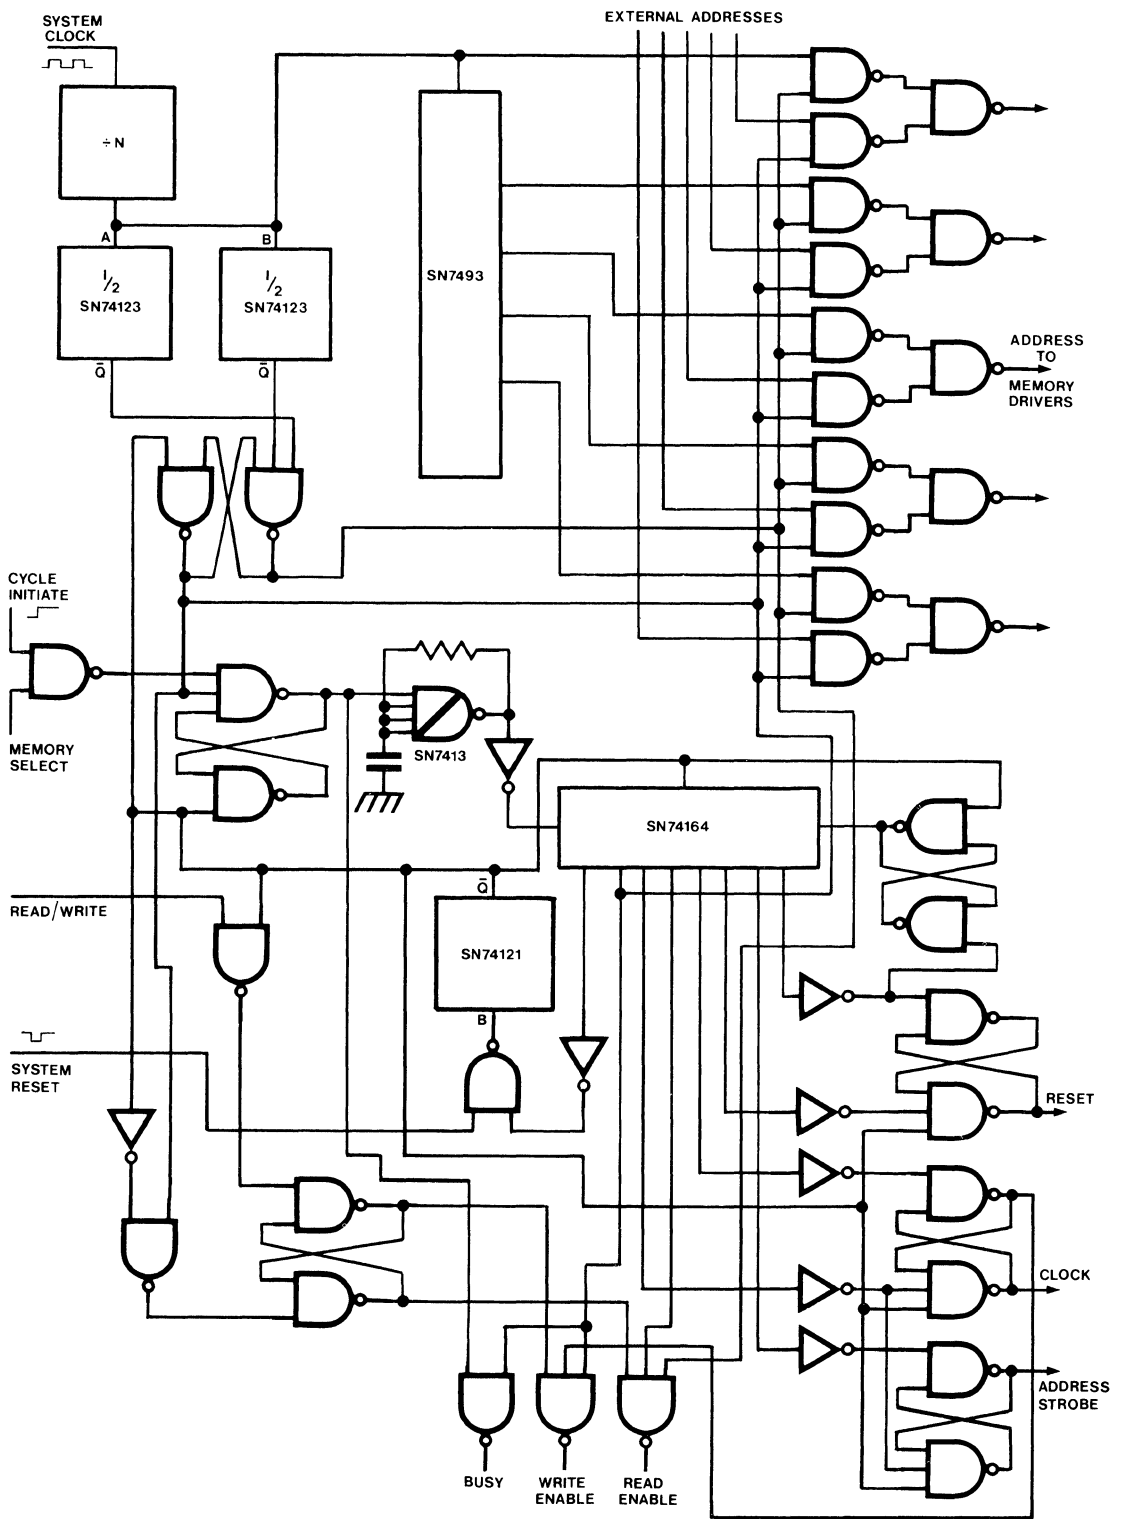 SYSTEM
CLOCK
EXTERNAL ADDRESSES
÷N
A
B
1/2
SN74123
1/2
SN74123
Q̄
Q̄
SN7493
ADDRESS
TO
MEMORY
DRIVERS
CYCLE
INITIATE
MEMORY
SELECT
SN7413
SN74164
READ/WRITE
Q̄
SN74121
B
SYSTEM
RESET
RESET
CLOCK
ADDRESS
STROBE
BUSY
WRITE
ENABLE
READ
ENABLE